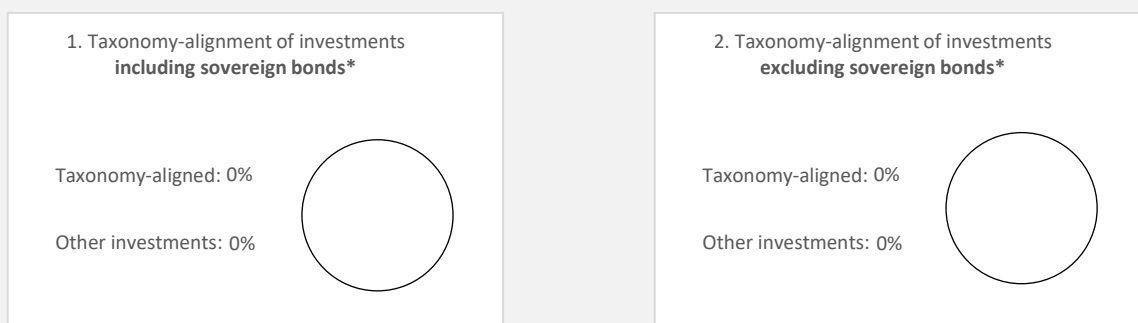 1. Taxonomy-alignment of investments
including sovereign bonds*
Taxonomy-aligned: 0%
Other investments: 0%
2. Taxonomy-alignment of investments
excluding sovereign bonds*
Taxonomy-aligned: 0%
Other investments: 0%